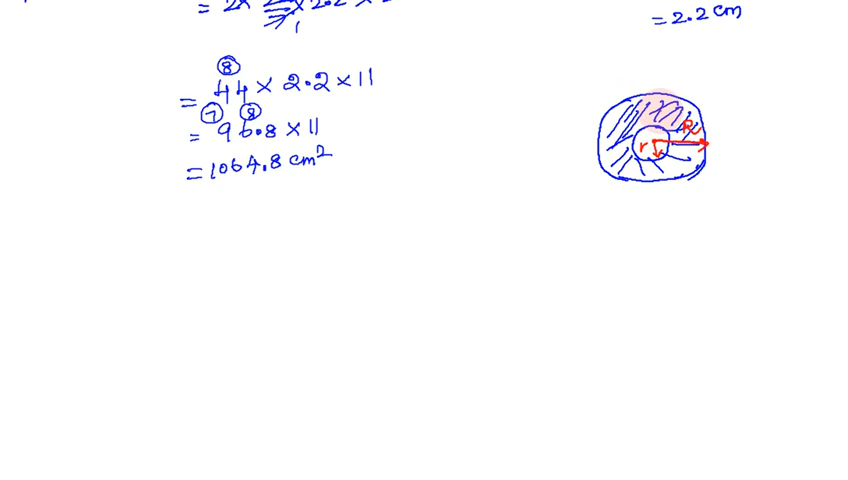 = 2.2 cm
⑧
= 44 × 2.2 × 11
⑦ ⑧
= 96.8 × 11
= 1064.8 cm²
R
r